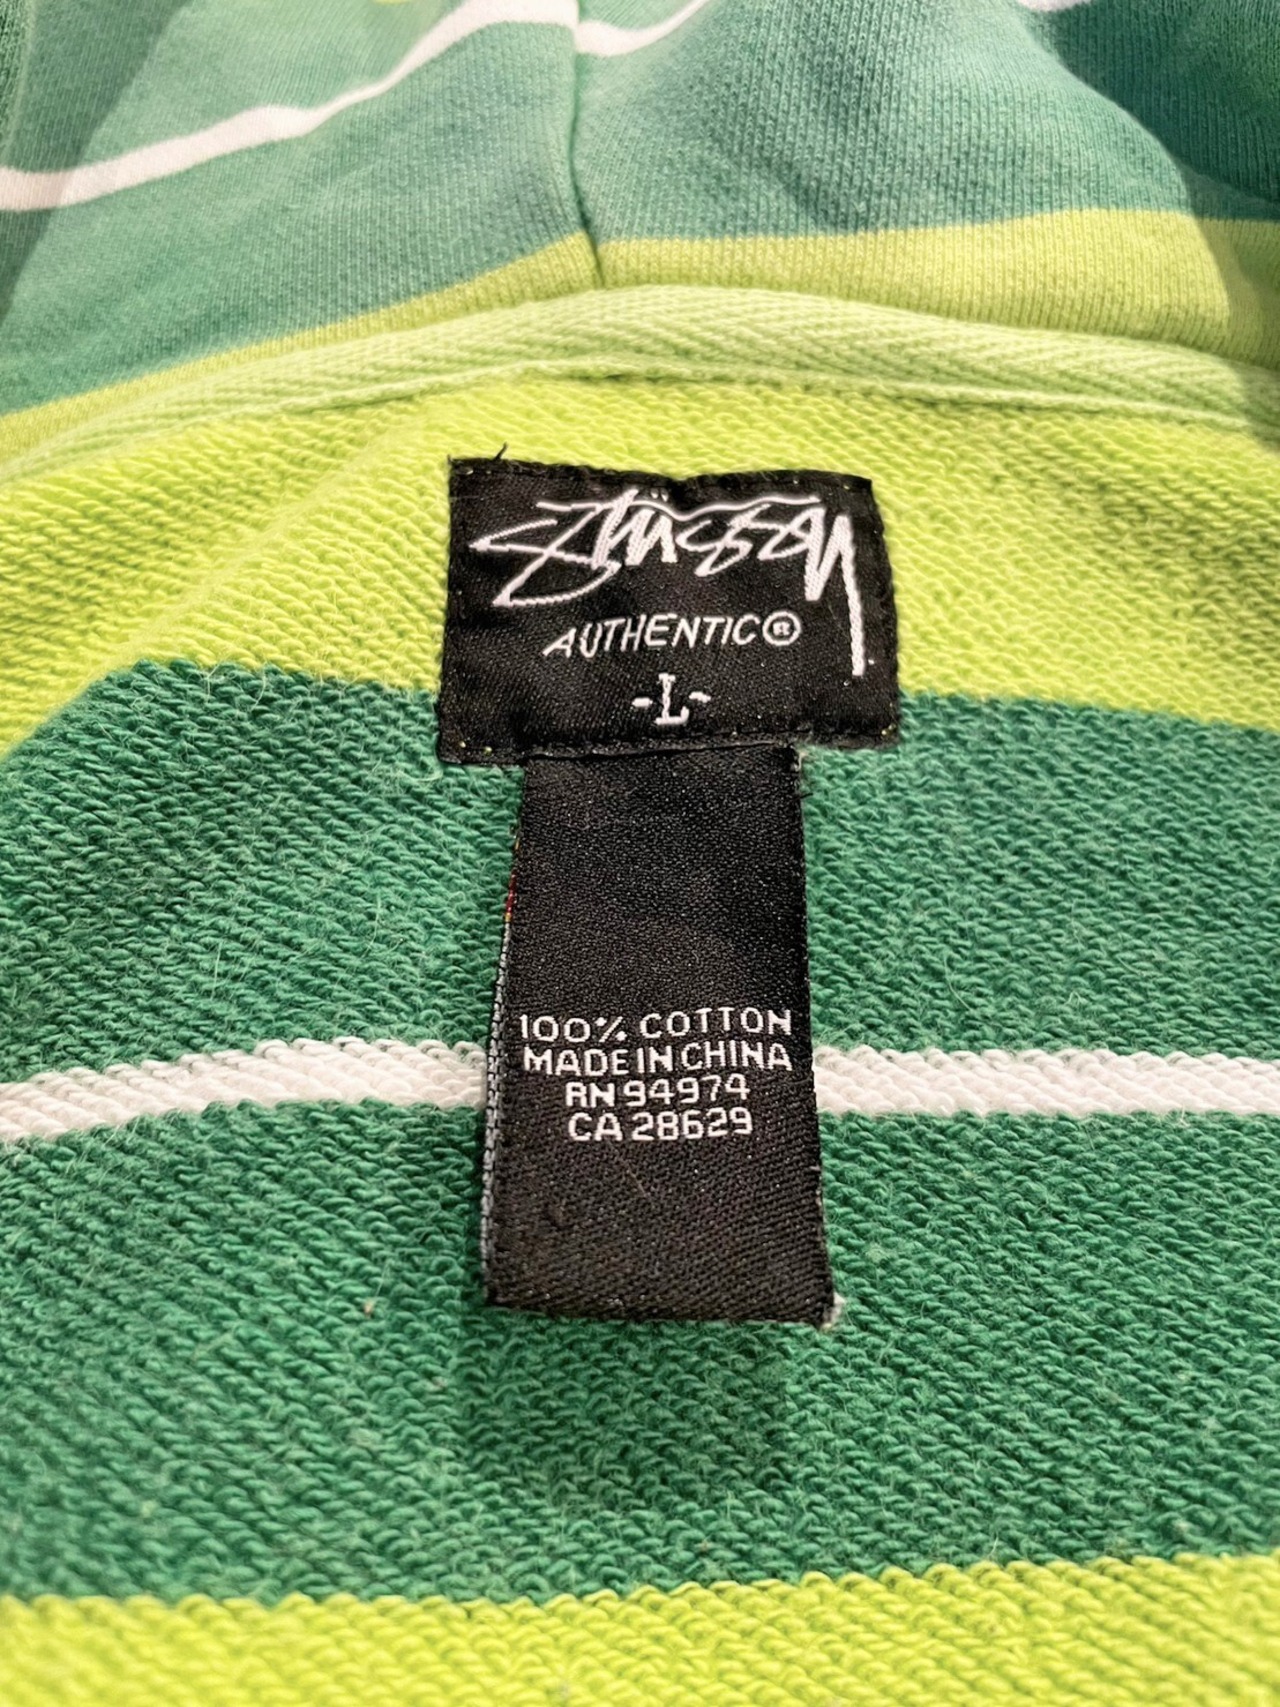 Stüssy
AUTHENTIC®
-L-
100% COTTON
MADE IN CHINA
RN 94974
CA 28629